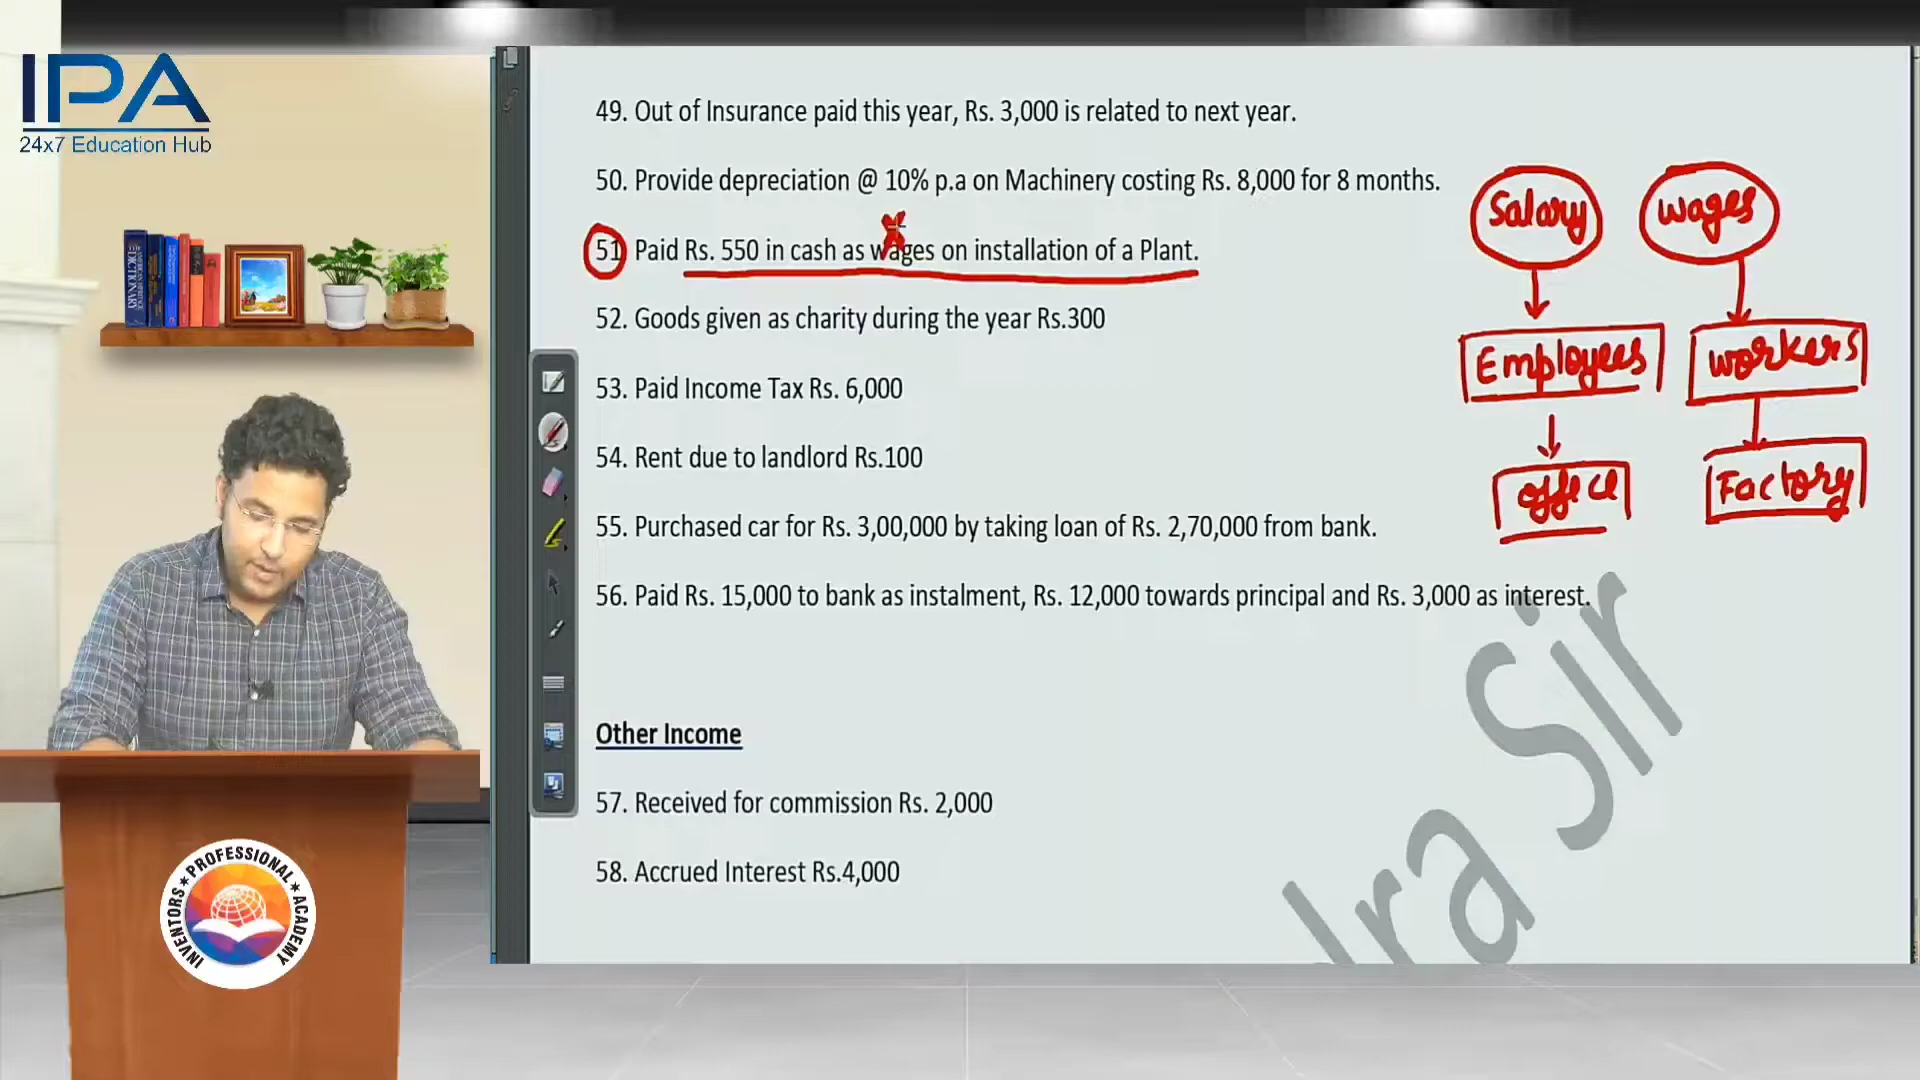 IPA
24x7 Education Hub
49. Out of Insurance paid this year, Rs. 3,000 is related to next year.
50. Provide depreciation @ 10% p.a on Machinery costing Rs. 8,000 for 8 months.
51. Paid Rs. 550 in cash as wages on installation of a Plant.
52. Goods given as charity during the year Rs.300
53. Paid Income Tax Rs. 6,000
54. Rent due to landlord Rs.100
55. Purchased car for Rs. 3,00,000 by taking loan of Rs. 2,70,000 from bank.
56. Paid Rs. 15,000 to bank as instalment, Rs. 12,000 towards principal and Rs. 3,000 as interest.
Other Income
57. Received for commission Rs. 2,000
58. Accrued Interest Rs.4,000
Salary
Employees
office
wages
workers
Factory
dra Sir
DICTIONARY
INVENTORS ★ PROFESSIONAL ★ ACADEMY